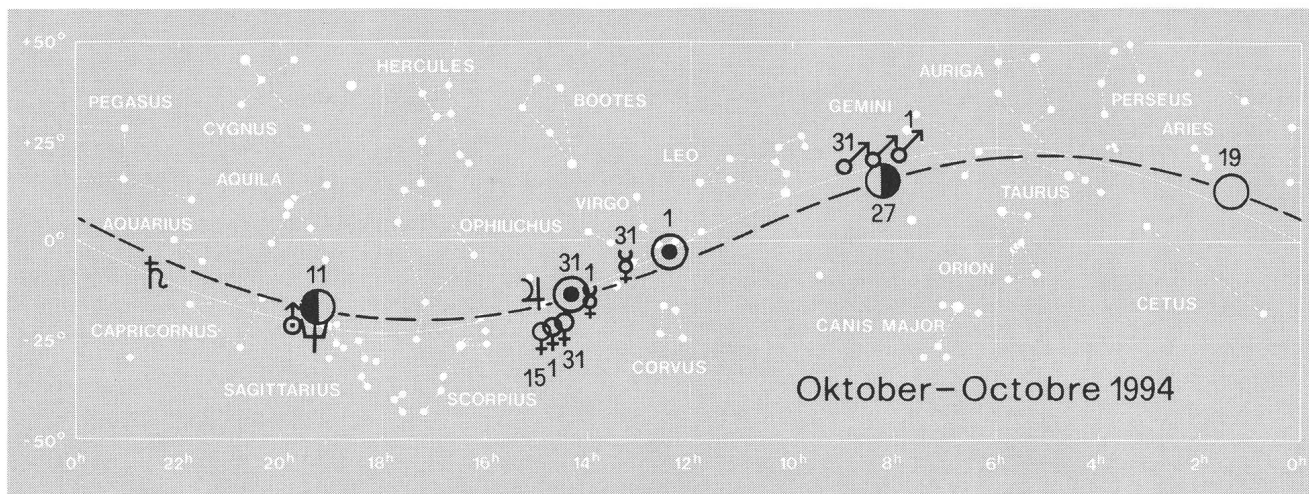 +50°
HERCULES
AURIGA
PEGASUS
BOOTES
GEMINI
PERSEUS
+25°
CYGNUS
31
1
ARIES
LEO
19
AQUILA
TAURUS
VIRGO
27
AQUARIUS
OPHIUCHUS
1
0°
31
11
31
1
ORION
CAPRICORNUS
CANIS MAJOR
CETUS
-25°
15 1 31
CORVUS
SAGITTARIUS
SCORPIUS
Oktober–Octobre 1994
-50°
0h 22h 20h 18h 16h 14h 12h 10h 8h 6h 4h 2h 0h